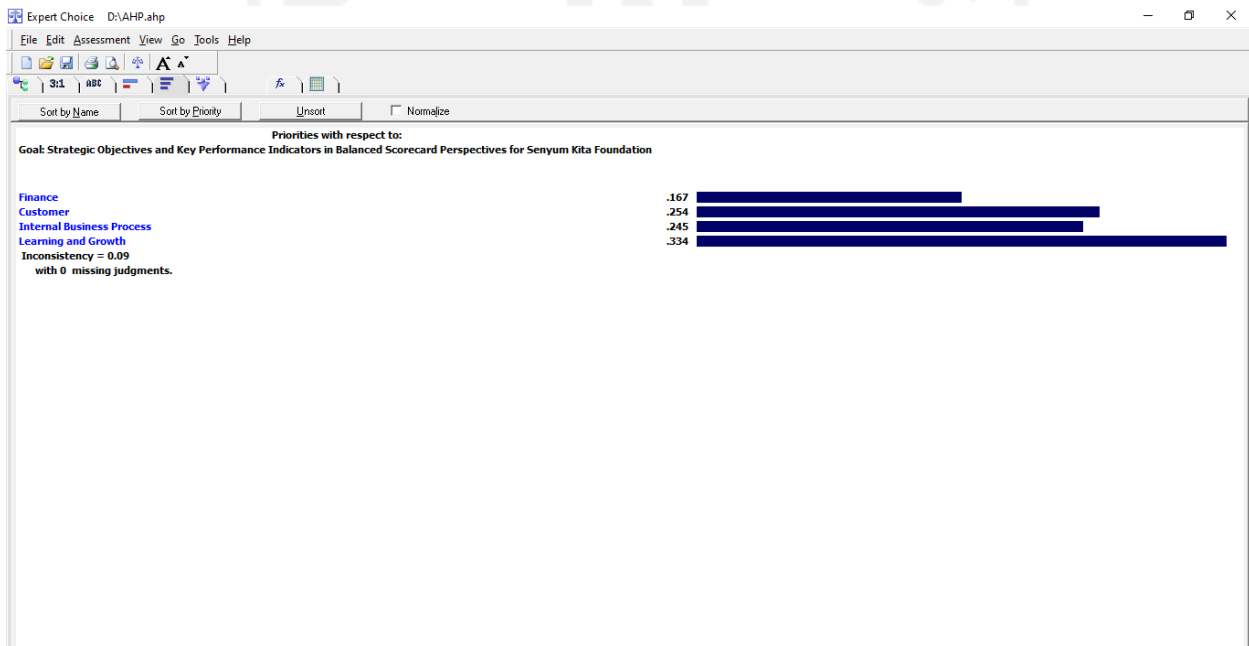 Expert Choice D:\AHP.ahp
File Edit Assessment View Go Tools Help
3:1 ABC fx
Sort by Name Sort by Priority Unsort Normalize
Priorities with respect to:
Goal: Strategic Objectives and Key Performance Indicators in Balanced Scorecard Perspectives for Senyum Kita Foundation
Finance .167
Customer .254
Internal Business Process .245
Learning and Growth .334
Inconsistency = 0.09
with 0 missing judgments.